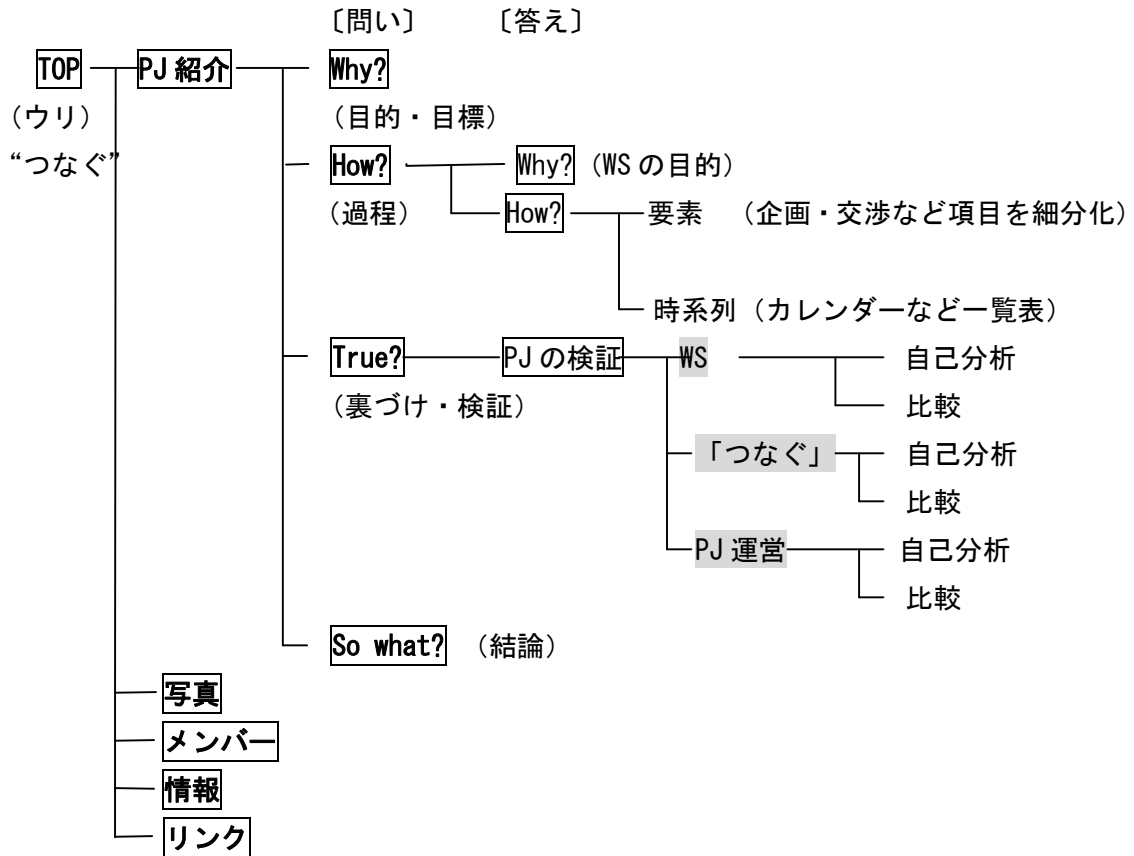 〔問い〕 〔答え〕
TOP PJ紹介 Why?
(ウリ) (目的・目標)
“つなぐ” How? Why? (WSの目的)
(過程) How? 要素 (企画・交渉など項目を細分化)
時系列 (カレンダーなど一覧表)
True? PJの検証 WS 自己分析
(裏づけ・検証) 比較
「つなぐ」 自己分析
比較
PJ運営 自己分析
比較
So what? (結論)
写真
メンバー
情報
リンク